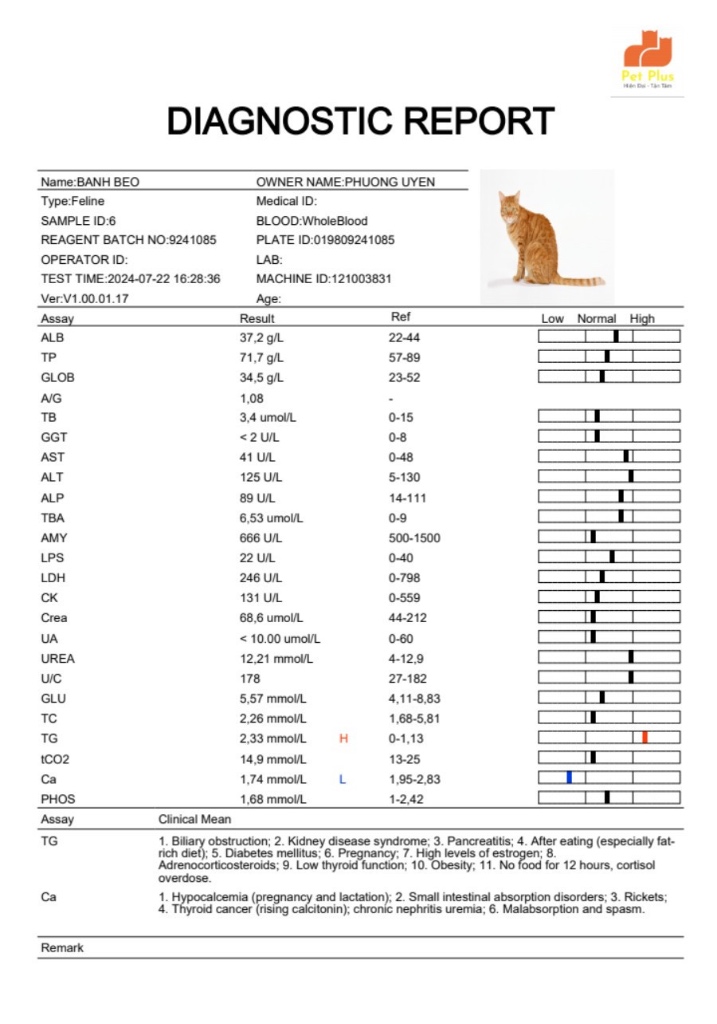 Pet Plus
Hiện Đại - Tận Tâm
DIAGNOSTIC REPORT
Name:BANH BEO OWNER NAME:PHUONG UYEN
Type:Feline Medical ID:
SAMPLE ID:6 BLOOD:WholeBlood
REAGENT BATCH NO:9241085 PLATE ID:019809241085
OPERATOR ID: LAB:
TEST TIME:2024-07-22 16:28:36 MACHINE ID:121003831
Ver:V1.00.01.17 Age:
Assay Result Ref Low Normal High
ALB 37,2 g/L 22-44
TP 71,7 g/L 57-89
GLOB 34,5 g/L 23-52
A/G 1,08 -
TB 3,4 umol/L 0-15
GGT < 2 U/L 0-8
AST 41 U/L 0-48
ALT 125 U/L 5-130
ALP 89 U/L 14-111
TBA 6,53 umol/L 0-9
AMY 666 U/L 500-1500
LPS 22 U/L 0-40
LDH 246 U/L 0-798
CK 131 U/L 0-559
Crea 68,6 umol/L 44-212
UA < 10.00 umol/L 0-60
UREA 12,21 mmol/L 4-12,9
U/C 178 27-182
GLU 5,57 mmol/L 4,11-8,83
TC 2,26 mmol/L 1,68-5,81
TG 2,33 mmol/L H 0-1,13
tCO2 14,9 mmol/L 13-25
Ca 1,74 mmol/L L 1,95-2,83
PHOS 1,68 mmol/L 1-2,42
Assay Clinical Mean
TG 1. Biliary obstruction; 2. Kidney disease syndrome; 3. Pancreatitis; 4. After eating (especially fat-
rich diet); 5. Diabetes mellitus; 6. Pregnancy; 7. High levels of estrogen; 8.
Adrenocorticosteroids; 9. Low thyroid function; 10. Obesity; 11. No food for 12 hours, cortisol
overdose.
Ca 1. Hypocalcemia (pregnancy and lactation); 2. Small intestinal absorption disorders; 3. Rickets;
4. Thyroid cancer (rising calcitonin); chronic nephritis uremia; 6. Malabsorption and spasm.
Remark